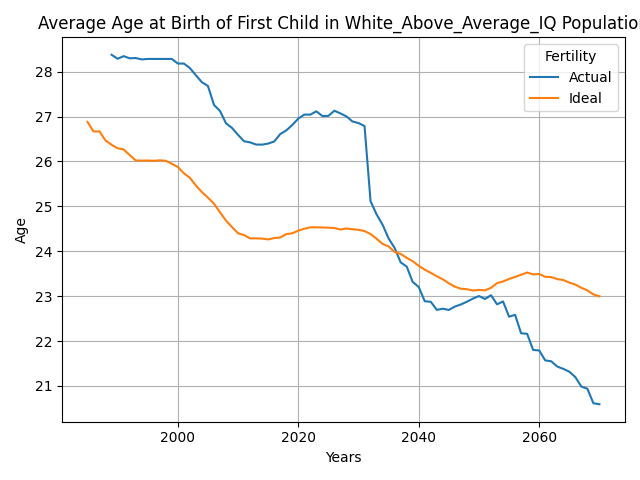 Average Age at Birth of First Child in White_Above_Average_IQ Population
Fertility
Actual
Ideal
28
27
26
25
24
23
22
21
Age
2000
2020
2040
2060
Years